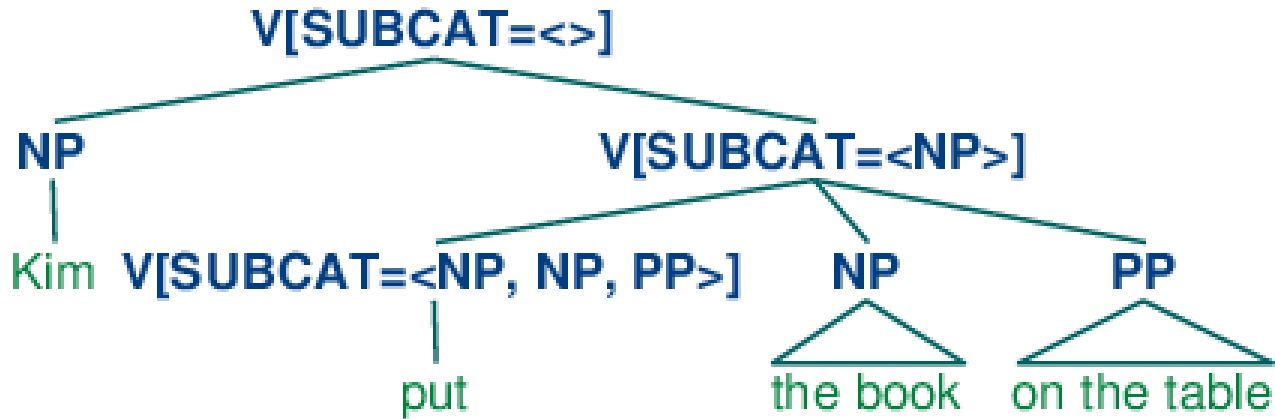 V[SUBCAT=<>]
NP V[SUBCAT=<NP>]
Kim V[SUBCAT=<NP, NP, PP>] NP PP
put the book on the table